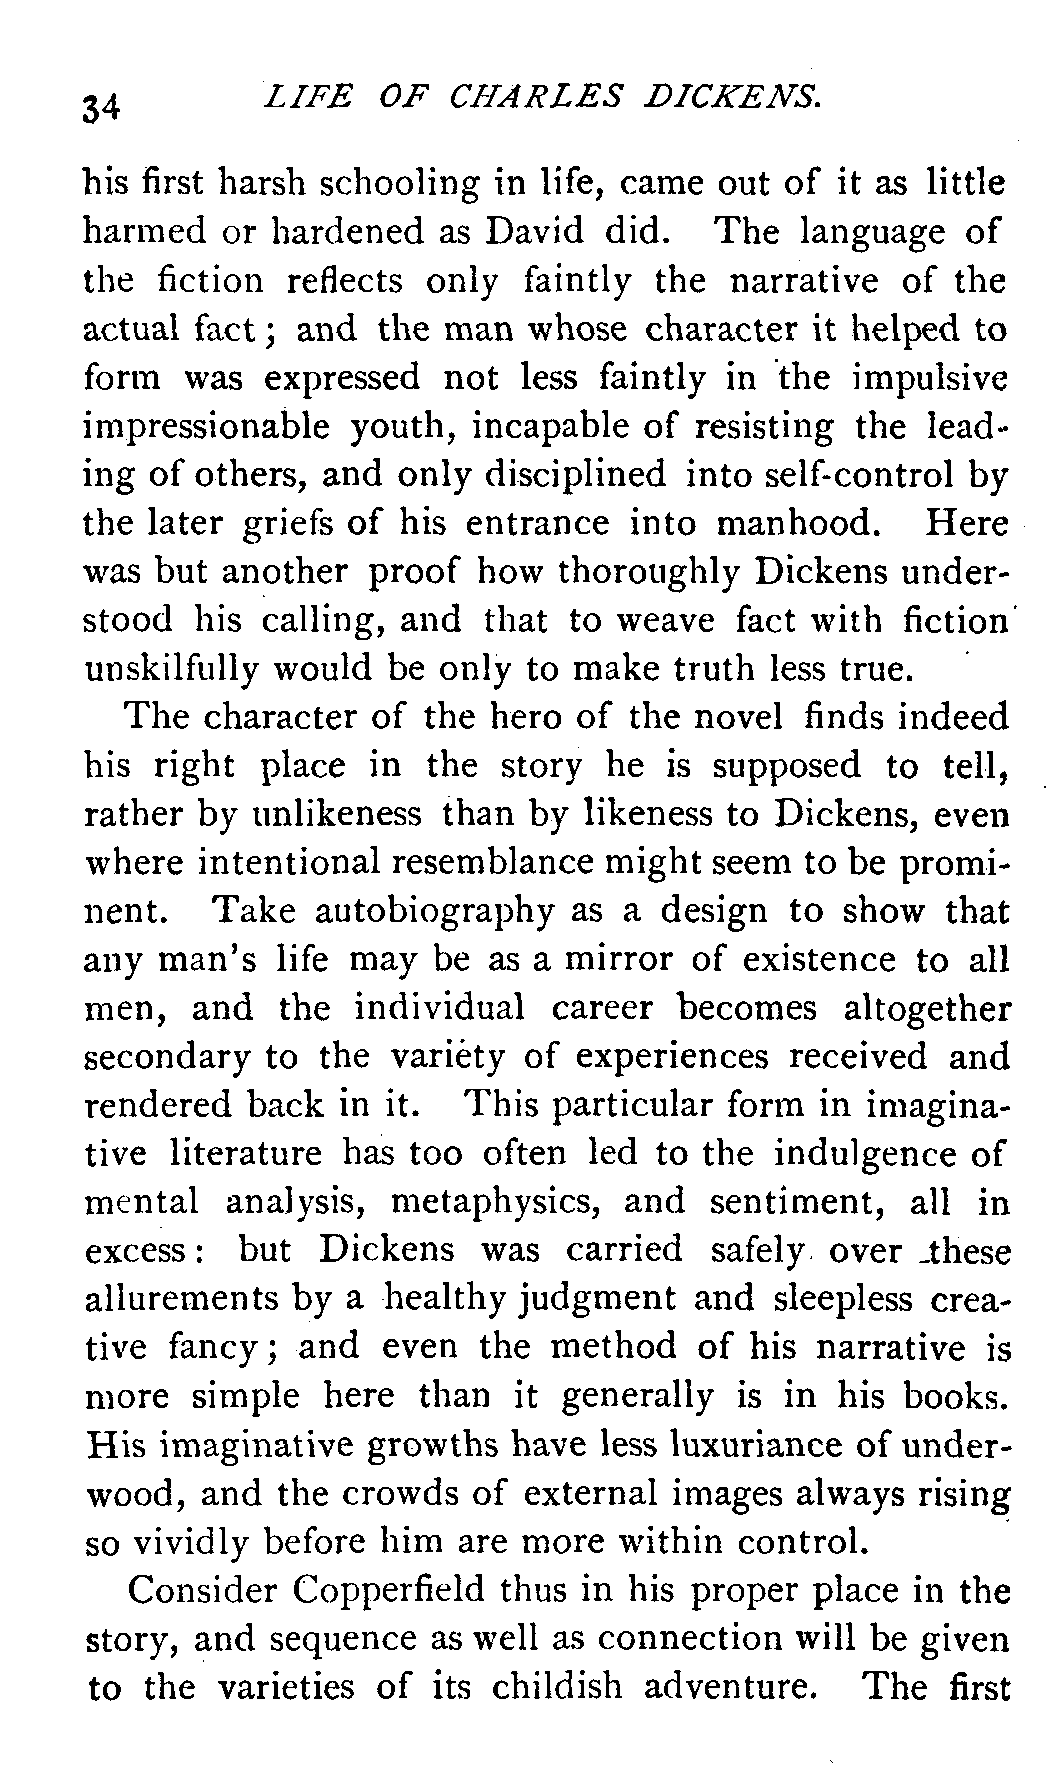 34 LIFE OF CHARLES DICKENS.
his first harsh schooling in life, came out of it as little
harmed or hardened as David did. The language of
the fiction reflects only faintly the narrative of the
actual fact ; and the man whose character it helped to
form was expressed not less faintly in the impulsive
impressionable youth, incapable of resisting the lead-
ing of others, and only disciplined into self-control by
the later griefs of his entrance into manhood. Here
was but another proof how thoroughly Dickens under-
stood his calling, and that to weave fact with fiction
unskilfully would be only to make truth less true.
The character of the hero of the novel finds indeed
his right place in the story he is supposed to tell,
rather by unlikeness than by likeness to Dickens, even
where intentional resemblance might seem to be promi-
nent. Take autobiography as a design to show that
any man's life may be as a mirror of existence to all
men, and the individual career becomes altogether
secondary to the variety of experiences received and
rendered back in it. This particular form in imagina-
tive literature has too often led to the indulgence of
mental analysis, metaphysics, and sentiment, all in
excess : but Dickens was carried safely over these
allurements by a healthy judgment and sleepless crea-
tive fancy ; and even the method of his narrative is
more simple here than it generally is in his books.
His imaginative growths have less luxuriance of under-
wood, and the crowds of external images always rising
so vividly before him are more within control.
Consider Copperfield thus in his proper place in the
story, and sequence as well as connection will be given
to the varieties of its childish adventure. The first